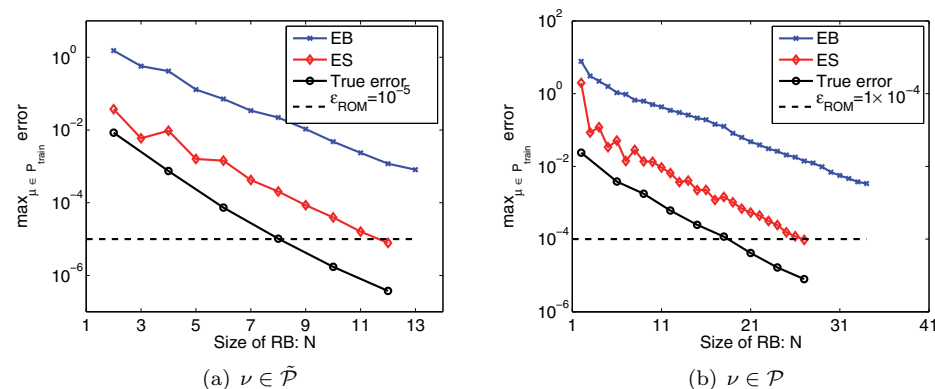 EB
ES
True error
ε_ROM=10^-5
10^0
10^-2
10^-4
10^-6
max_μ ∈ P_train error
1 3 5 7 9 11 13
Size of RB: N
(a) ν ∈ P̃
EB
ES
True error
ε_ROM=1× 10^-4
10^2
10^0
10^-2
10^-4
10^-6
max_μ ∈ P_train error
1 11 21 31 41
Size of RB: N
(b) ν ∈ P